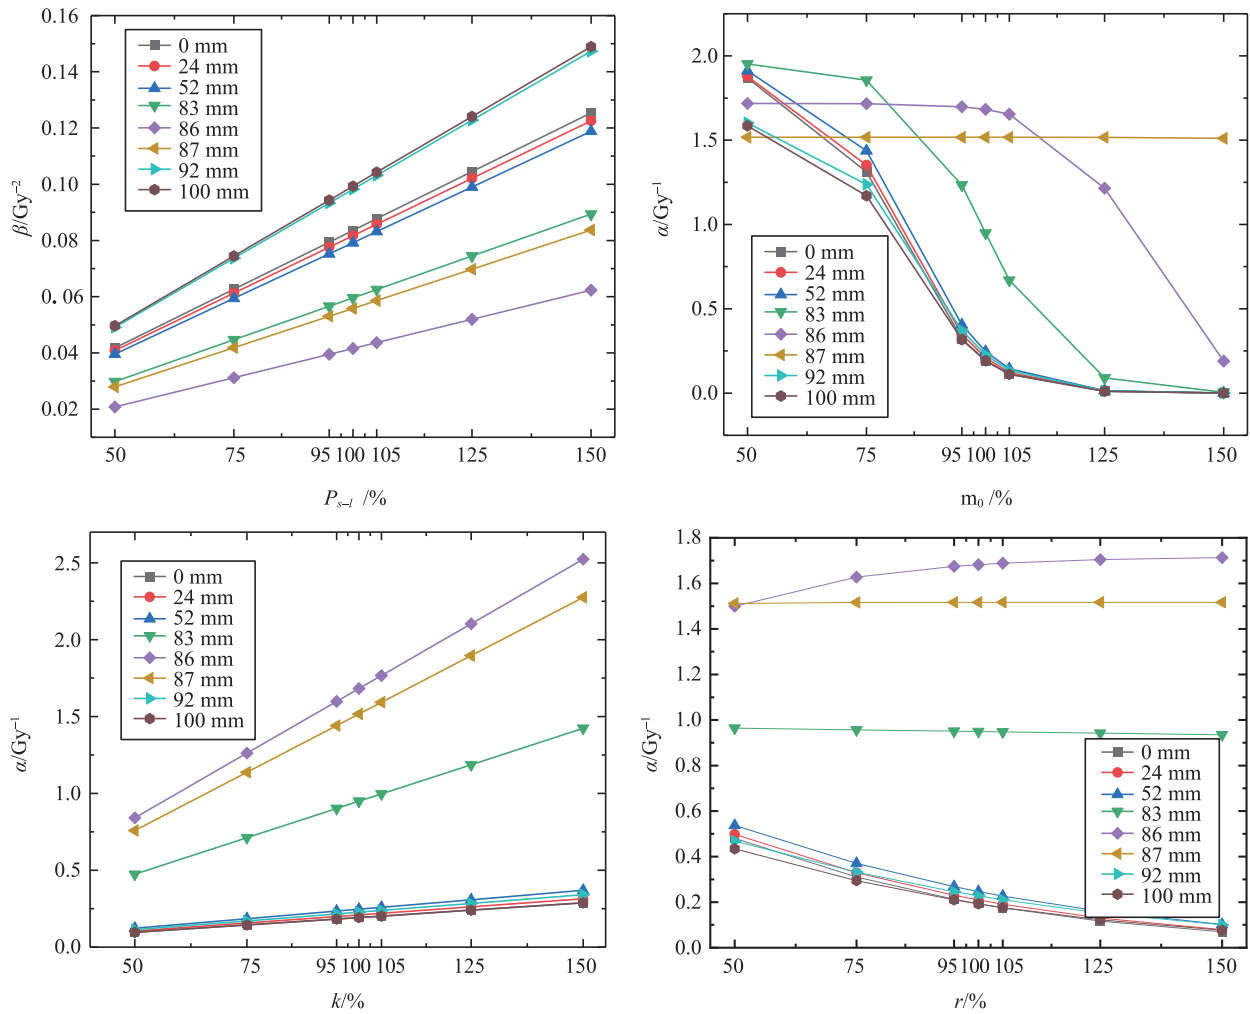 0.16
0.14
0.12
0.10
0.08
0.06
0.04
0.02
β/Gy⁻²
0 mm
24 mm
52 mm
83 mm
86 mm
87 mm
92 mm
100 mm
50 75 95 100 105 125 150
Pₛ₋ₗ /%
2.0
1.5
1.0
0.5
0.0
α/Gy⁻¹
0 mm
24 mm
52 mm
83 mm
86 mm
87 mm
92 mm
100 mm
50 75 95 100 105 125 150
m₀ /%
2.5
2.0
1.5
1.0
0.5
0.0
α/Gy⁻¹
0 mm
24 mm
52 mm
83 mm
86 mm
87 mm
92 mm
100 mm
50 75 95 100 105 125 150
k/%
1.8
1.6
1.4
1.2
1.0
0.8
0.6
0.4
0.2
0.0
α/Gy⁻¹
0 mm
24 mm
52 mm
83 mm
86 mm
87 mm
92 mm
100 mm
50 75 95 100 105 125 150
r/%